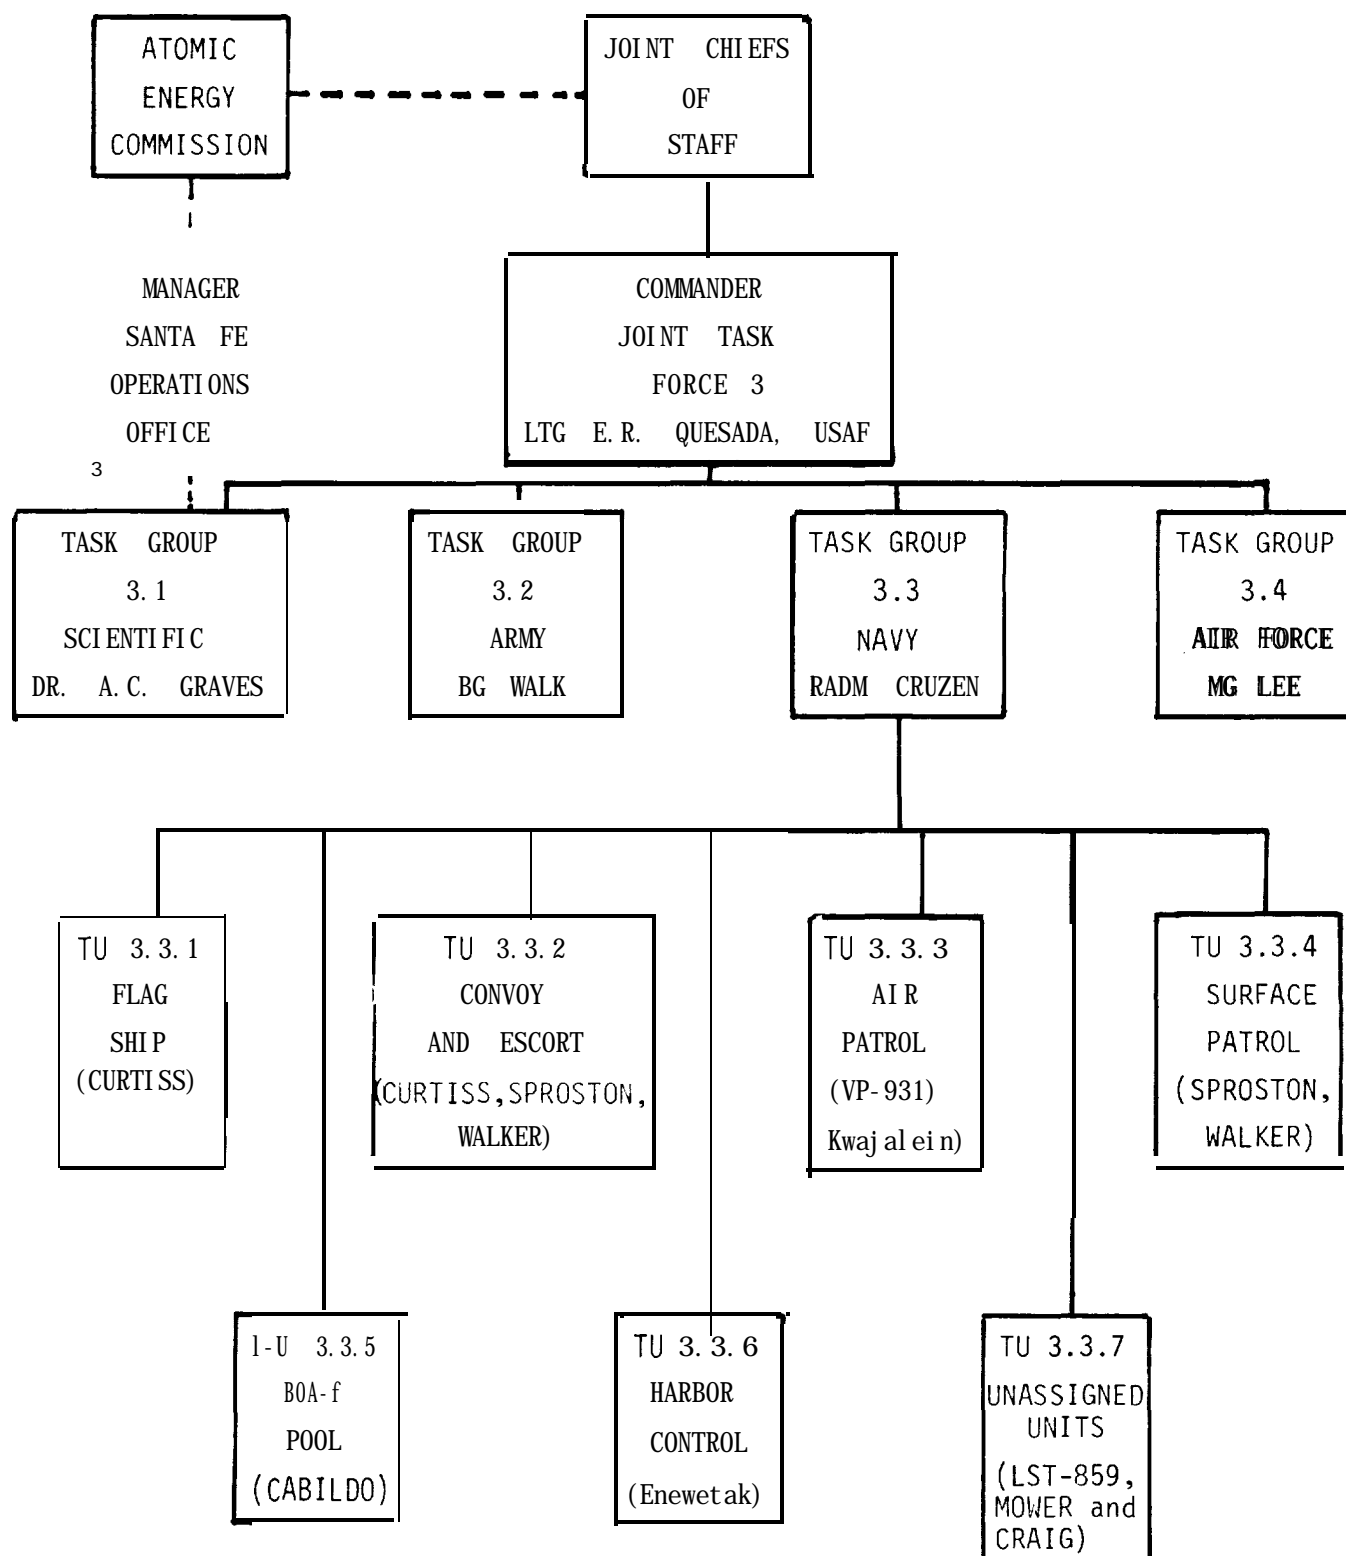 ATOMIC
ENERGY
COMMISSION
JOINT CHIEFS
OF
STAFF
MANAGER
SANTA FE
OPERATIONS
OFFICE
3
COMMANDER
JOINT TASK
FORCE 3
LTG E.R. QUESADA, USAF
TASK GROUP
3.1
SCIENTIFIC
DR. A.C. GRAVES
TASK GROUP
3.2
ARMY
BG WALK
TASK GROUP
3.3
NAVY
RADM CRUZEN
TASK GROUP
3.4
AIR FORCE
MG LEE
TU 3.3.1
FLAG
SHIP
(CURTISS)
TU 3.3.2
CONVOY
AND ESCORT
(CURTISS,SPROSTON,
WALKER)
TU 3.3.3
AIR
PATROL
(VP-931)
Kwajalein)
TU 3.3.4
SURFACE
PATROL
(SPROSTON,
WALKER)
l-U 3.3.5
BOA-f
POOL
(CABILDO)
TU 3.3.6
HARBOR
CONTROL
(Enewetak)
TU 3.3.7
UNASSIGNED
UNITS
(LST-859,
MOWER and
CRAIG)